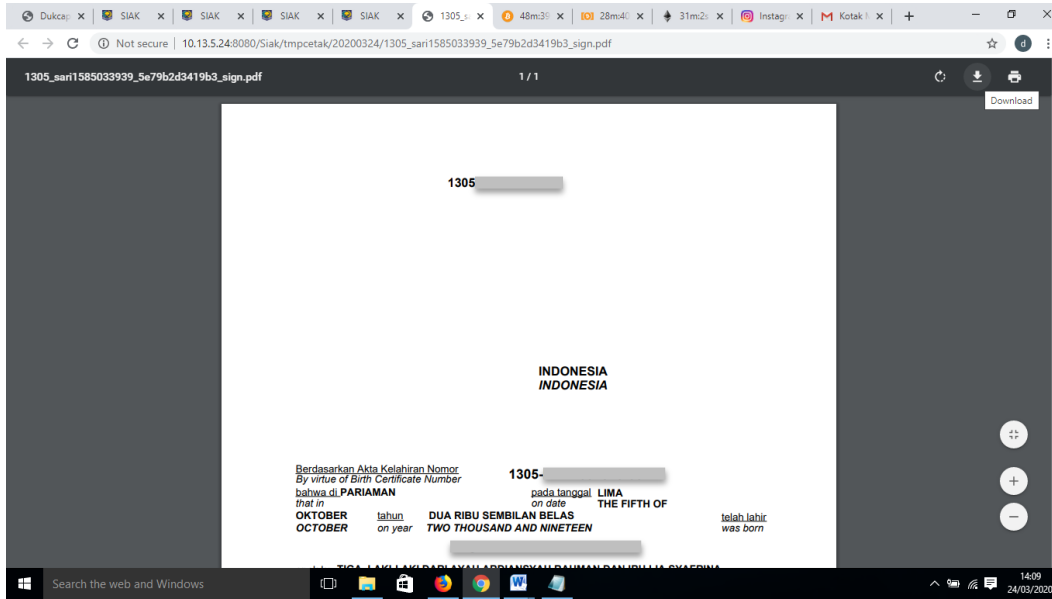 Dukcap SIAK SIAK SIAK SIAK 1305_s 48m:39 28m:40 31m:2 Instagr Kotak
Not secure 10.13.5.24:8080/Siak/tmpcetak/20200324/1305_sari1585033939_5e79b2d3419b3_sign.pdf d
1305_sari1585033939_5e79b2d3419b3_sign.pdf 1 / 1
Download
1305
INDONESIA
INDONESIA
Berdasarkan Akta Kelahiran Nomor 1305-
By virtue of Birth Certificate Number
bahwa di PARIAMAN pada tanggal LIMA
that in on date THE FIFTH OF
OKTOBER tahun DUA RIBU SEMBILAN BELAS telah lahir
OCTOBER on year TWO THOUSAND AND NINETEEN was born
Search the web and Windows
14:09
24/03/2020